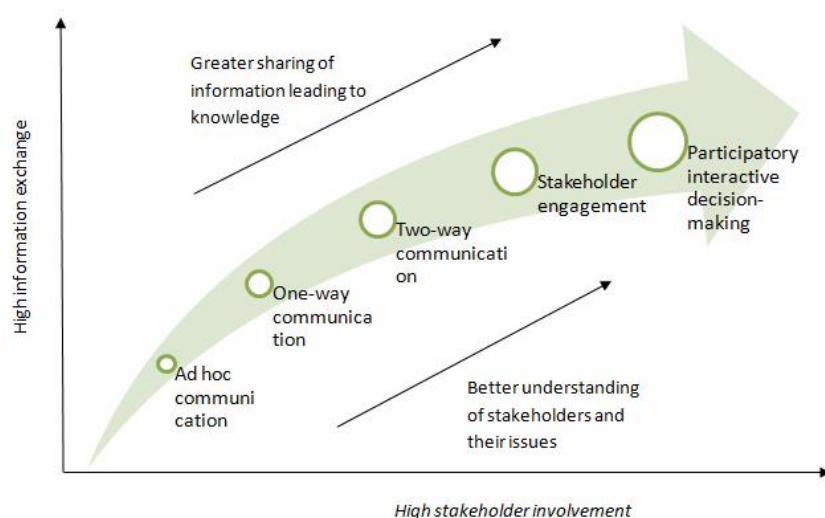 Greater sharing of
information leading to
knowledge
High information exchange
Participatory
interactive
decision-
making
Stakeholder
engagement
Two-way
communicati
on
One-way
communica
tion
Ad hoc
communi
cation
Better understanding
of stakeholders and
their issues
High stakeholder involvement